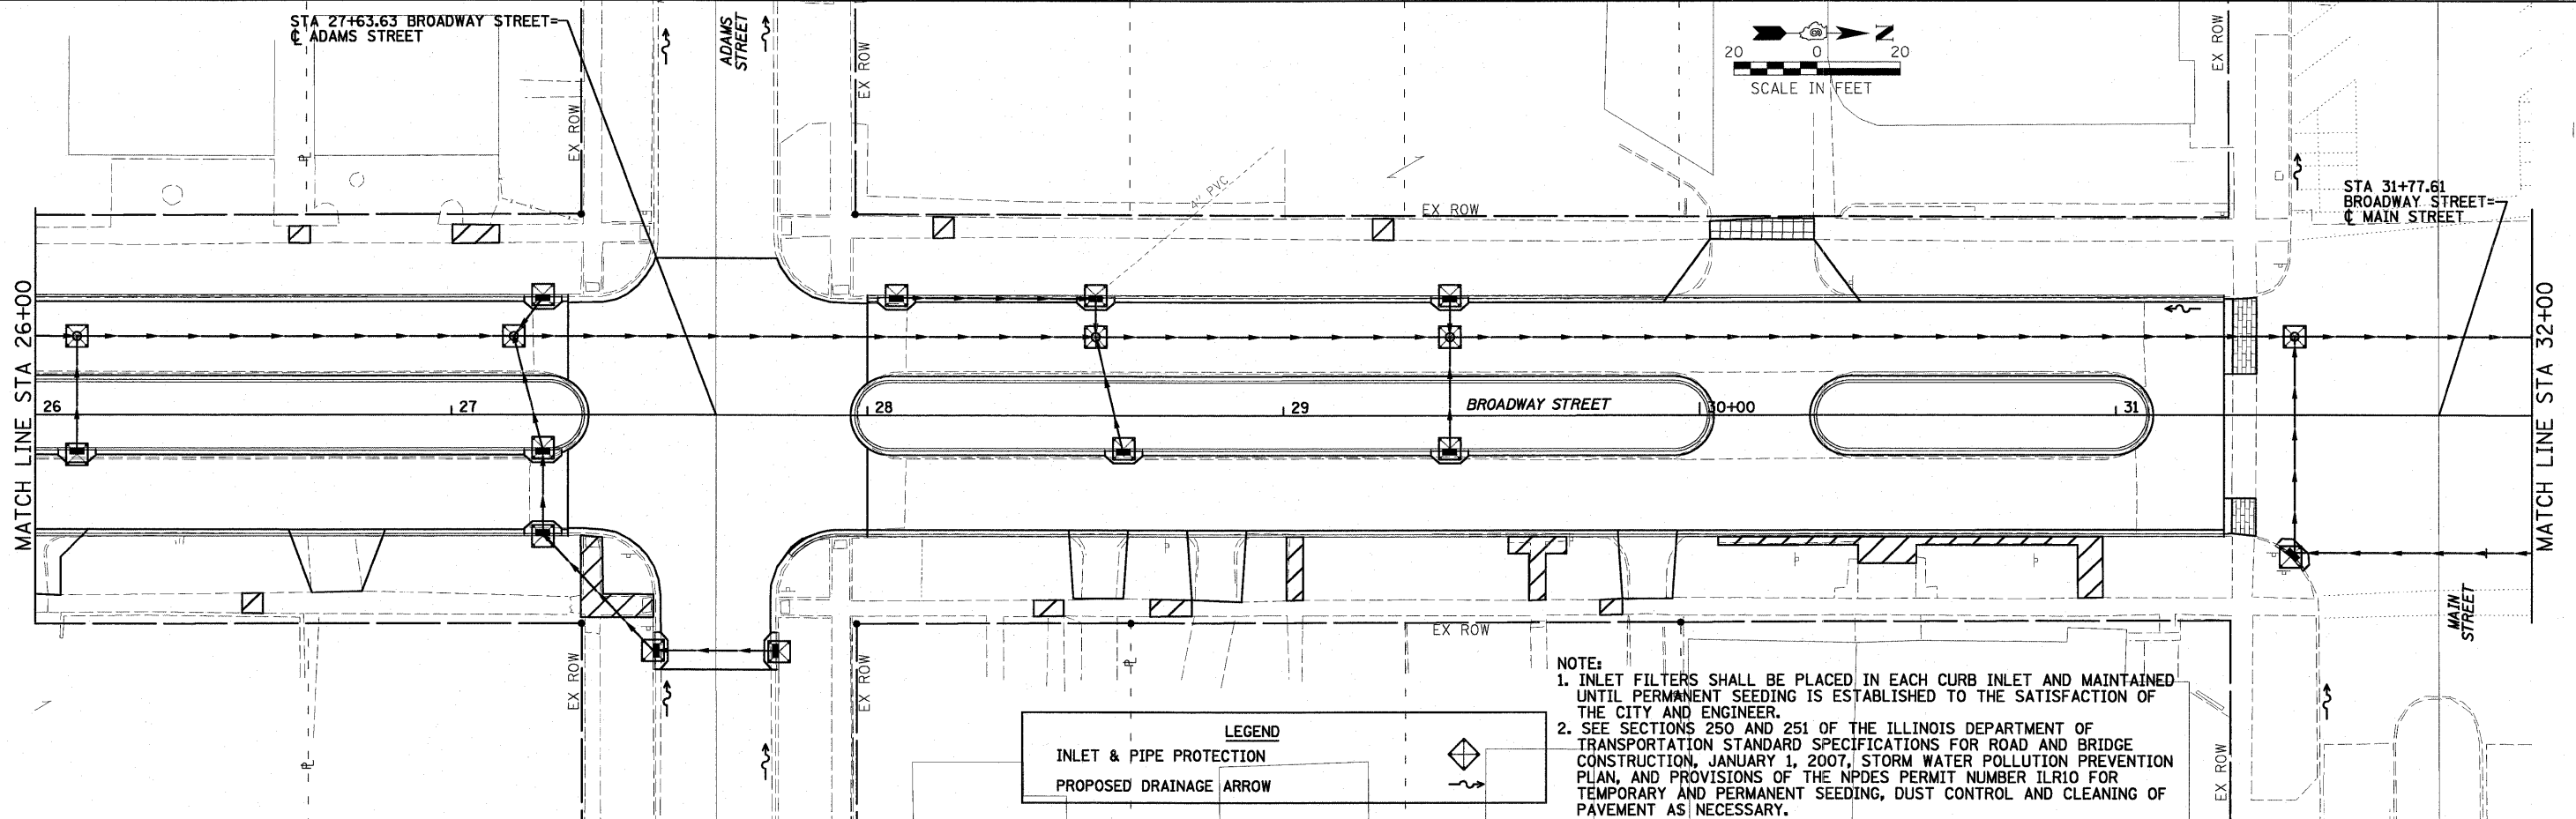 STA 27+63.63 BROADWAY STREET=
℄ ADAMS STREET
ADAMS
STREET
EX ROW
EX ROW
N
20 0 20
SCALE IN FEET
EX ROW
STA 31+77.61
BROADWAY STREET=
℄ MAIN STREET
4" PVC
EX ROW
PL
MATCH LINE STA 26+00
26
27
28
29
BROADWAY STREET
30+00
31
MATCH LINE STA 32+00
MAIN
STREET
EX ROW
EX ROW
EX ROW
EX ROW
PL
PL
LEGEND
INLET & PIPE PROTECTION
PROPOSED DRAINAGE ARROW
NOTE:
1. INLET FILTERS SHALL BE PLACED IN EACH CURB INLET AND MAINTAINED
UNTIL PERMANENT SEEDING IS ESTABLISHED TO THE SATISFACTION OF
THE CITY AND ENGINEER.
2. SEE SECTIONS 250 AND 251 OF THE ILLINOIS DEPARTMENT OF
TRANSPORTATION STANDARD SPECIFICATIONS FOR ROAD AND BRIDGE
CONSTRUCTION, JANUARY 1, 2007, STORM WATER POLLUTION PREVENTION
PLAN, AND PROVISIONS OF THE NPDES PERMIT NUMBER ILR10 FOR
TEMPORARY AND PERMANENT SEEDING, DUST CONTROL AND CLEANING OF
PAVEMENT AS NECESSARY.